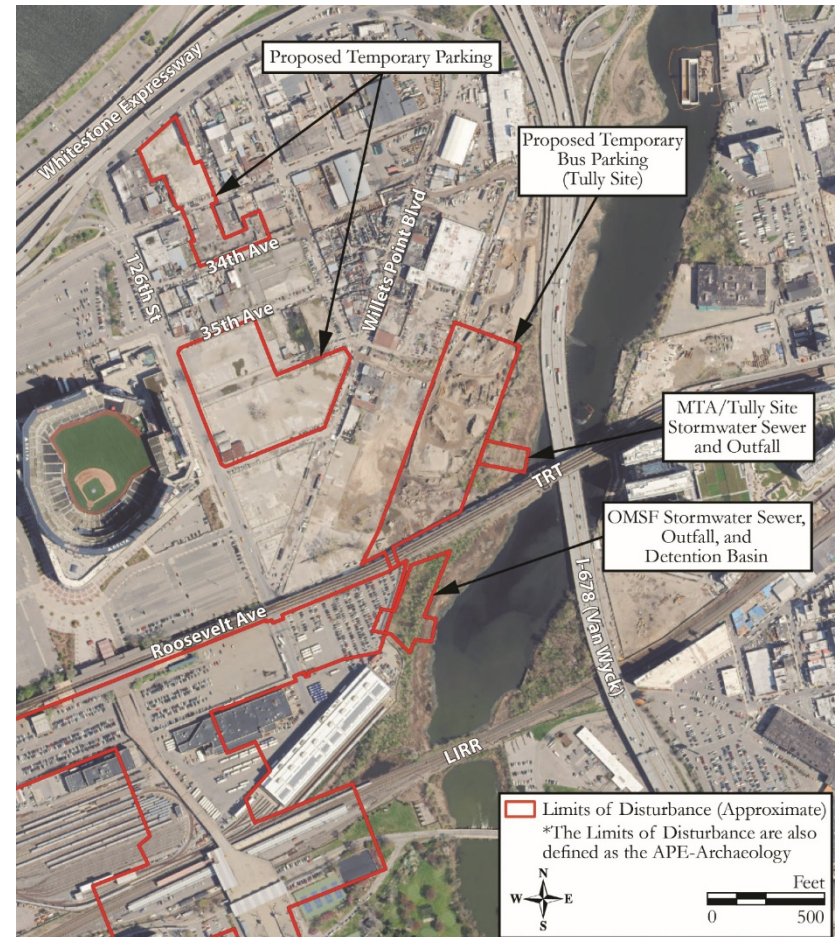 Proposed Temporary Parking
Whitestone Expressway
Proposed Temporary
Bus Parking
(Tully Site)
34th Ave
126th St
Willets Point Blvd
35th Ave
MTA/Tully Site
Stormwater Sewer
and Outfall
TRT
OMSF Stormwater Sewer,
Outfall, and
Detention Basin
Roosevelt Ave
I-678 (Van Wyck)
LIRR
Limits of Disturbance (Approximate)
*The Limits of Disturbance are also
defined as the APE-Archaeology
N
W E
S
Feet
0 500